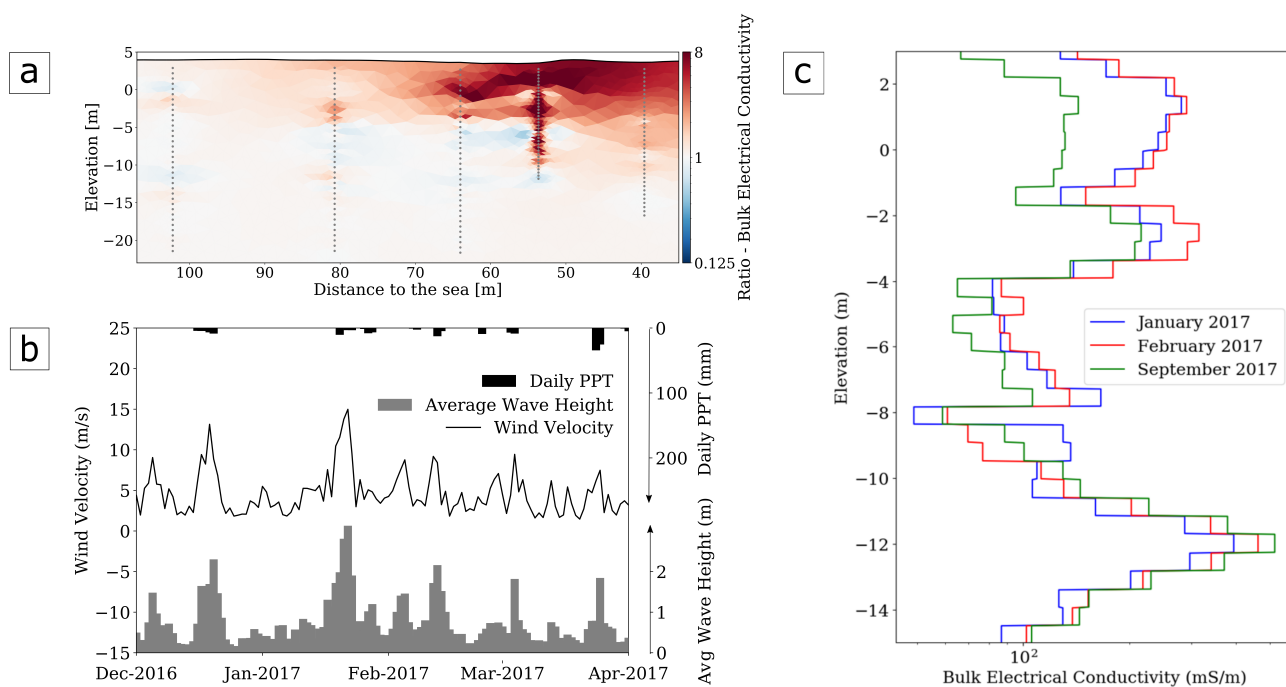 a
5
0
−5
−10
−15
−20
Elevation [m]
100
90
80
70
60
50
40
Distance to the sea [m]
8
1
0.125
Ratio - Bulk Electrical Conductivity
b
25
20
15
10
5
0
−5
−10
−15
Wind Velocity (m/s)
Daily PPT
Average Wave Height
Wind Velocity
0
100
200
Daily PPT (mm)
2
1
0
Avg Wave Height (m)
Dec-2016
Jan-2017
Feb-2017
Mar-2017
Apr-2017
c
2
0
−2
−4
−6
−8
−10
−12
−14
Elevation (m)
January 2017
February 2017
September 2017
10²
Bulk Electrical Conductivity (mS/m)